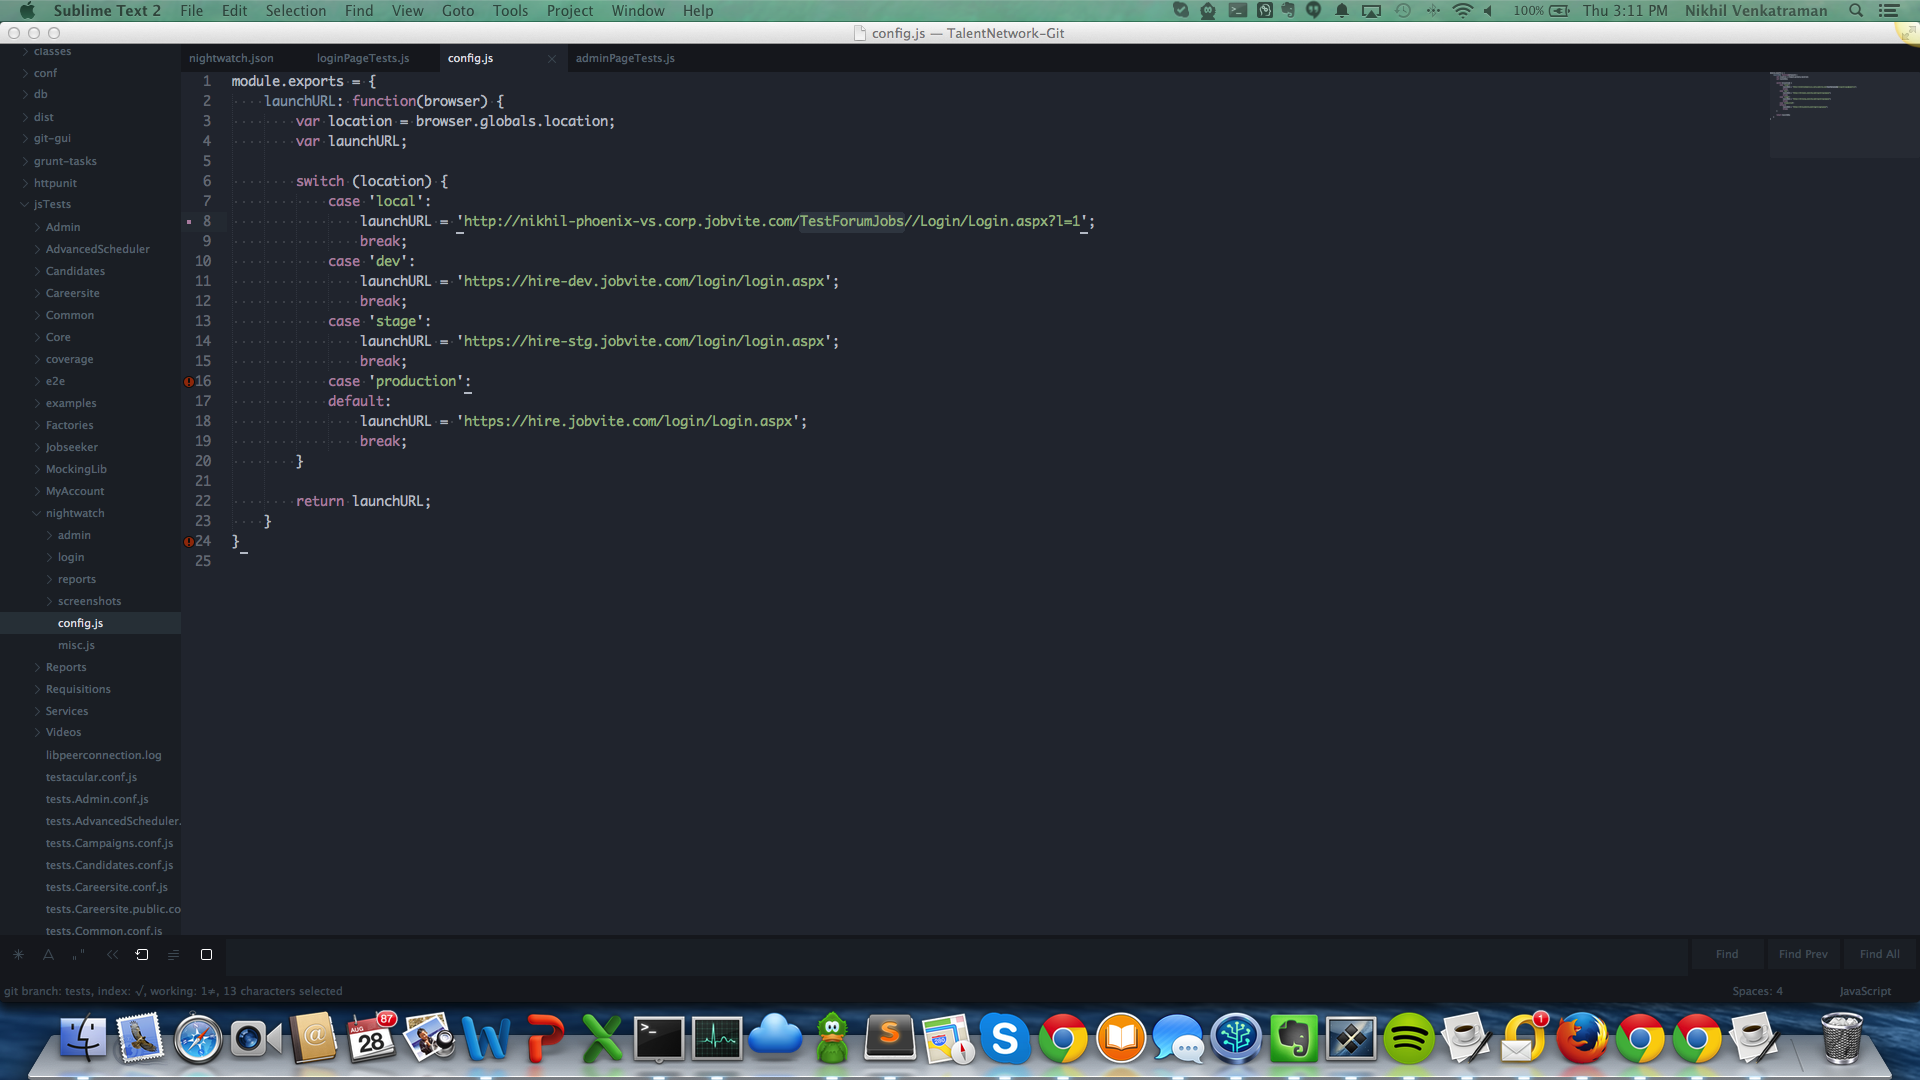 Sublime Text 2 File Edit Selection Find View Goto Tools Project Window Help 100% Thu 3:11 PM Nikhil Venkatraman
config.js — TalentNetwork-Git
nightwatch.json loginPageTests.js config.js adminPageTests.js
classes
conf
db
dist
git-gui
grunt-tasks
httpunit
jsTests
Admin
AdvancedScheduler
Candidates
Careersite
Common
Core
coverage
e2e
examples
Factories
Jobseeker
MockingLib
MyAccount
nightwatch
admin
login
reports
screenshots
config.js
misc.js
Reports
Requisitions
Services
Videos
libpeerconnection.log
testacular.conf.js
tests.Admin.conf.js
tests.AdvancedScheduler.
tests.Campaigns.conf.js
tests.Candidates.conf.js
tests.Careersite.conf.js
tests.Careersite.public.co
tests.Common.conf.js
1 module.exports = {
2 launchURL: function(browser) {
3 var location = browser.globals.location;
4 var launchURL;
5
6 switch (location) {
7 case 'local':
8 launchURL = 'http://nikhil-phoenix-vs.corp.jobvite.com/TestForumJobs//Login/Login.aspx?l=1';
9 break;
10 case 'dev':
11 launchURL = 'https://hire-dev.jobvite.com/login/login.aspx';
12 break;
13 case 'stage':
14 launchURL = 'https://hire-stg.jobvite.com/login/login.aspx';
15 break;
16 case 'production':
17 default:
18 launchURL = 'https://hire.jobvite.com/login/Login.aspx';
19 break;
20 }
21
22 return launchURL;
23 }
24 }
25
Find Find Prev Find All
git branch: tests, index: √, working: 1≠, 13 characters selected Spaces: 4 JavaScript
AUG 28 87
1